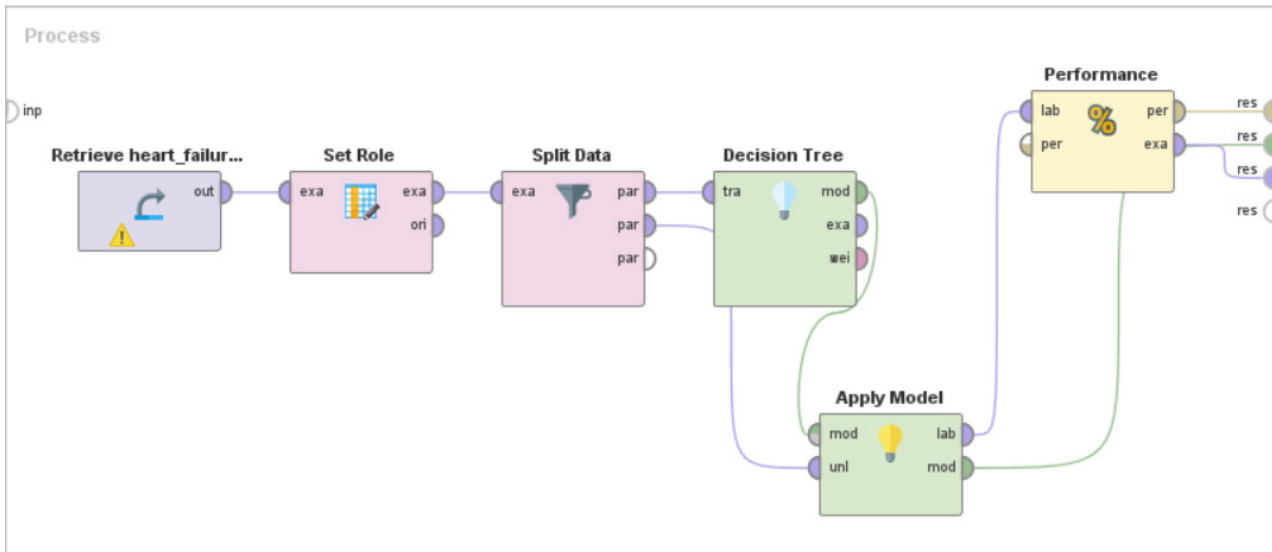 Process
inp
Retrieve heart_failur...
out
Set Role
exa
exa
ori
Split Data
exa
par
par
par
Decision Tree
tra
mod
exa
wei
Apply Model
mod
lab
unl
mod
Performance
%
lab
per
per
exa
res
res
res
res